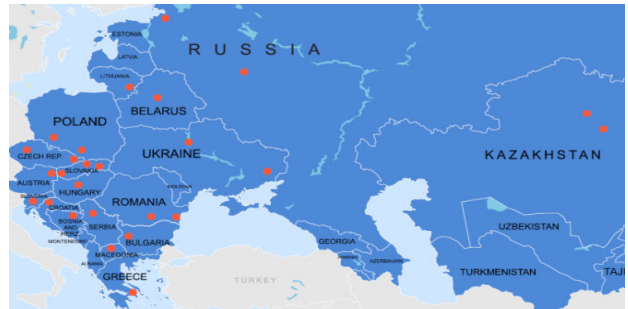 ESTONIA
RUSSIA
LATVIA
LITHUANIA
BELARUS
POLAND
UKRAINE
CZECH REP.
SLOVAKIA
KAZAKHSTAN
AUSTRIA
HUNGARY
MOLDOVA
SLOVENIA
ROMANIA
CROATIA
BOSNIA
AND
HERZ.
SERBIA
UZBEKISTAN
MONTENEGRO
BULGARIA
GEORGIA
MACEDONIA
AZERBAIJAN
ALBANIA
TURKMENISTAN
TAJI
GREECE
TURKEY